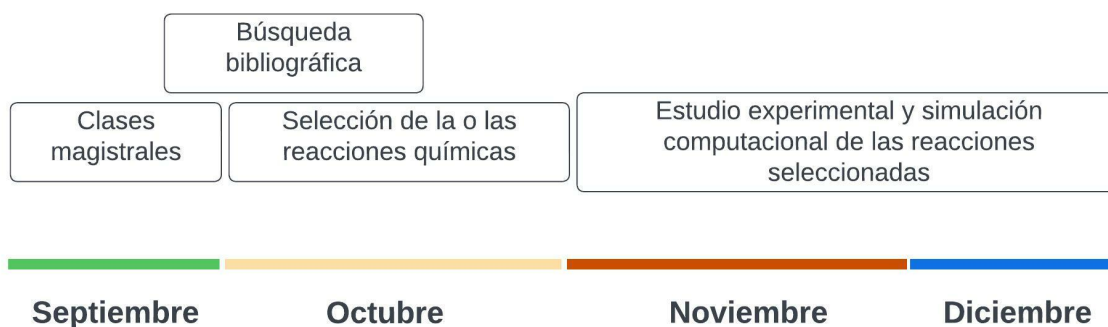 Búsqueda
bibliográfica
Clases
magistrales
Selección de la o las
reacciones químicas
Estudio experimental y simulación
computacional de las reacciones
seleccionadas
Septiembre
Octubre
Noviembre
Diciembre